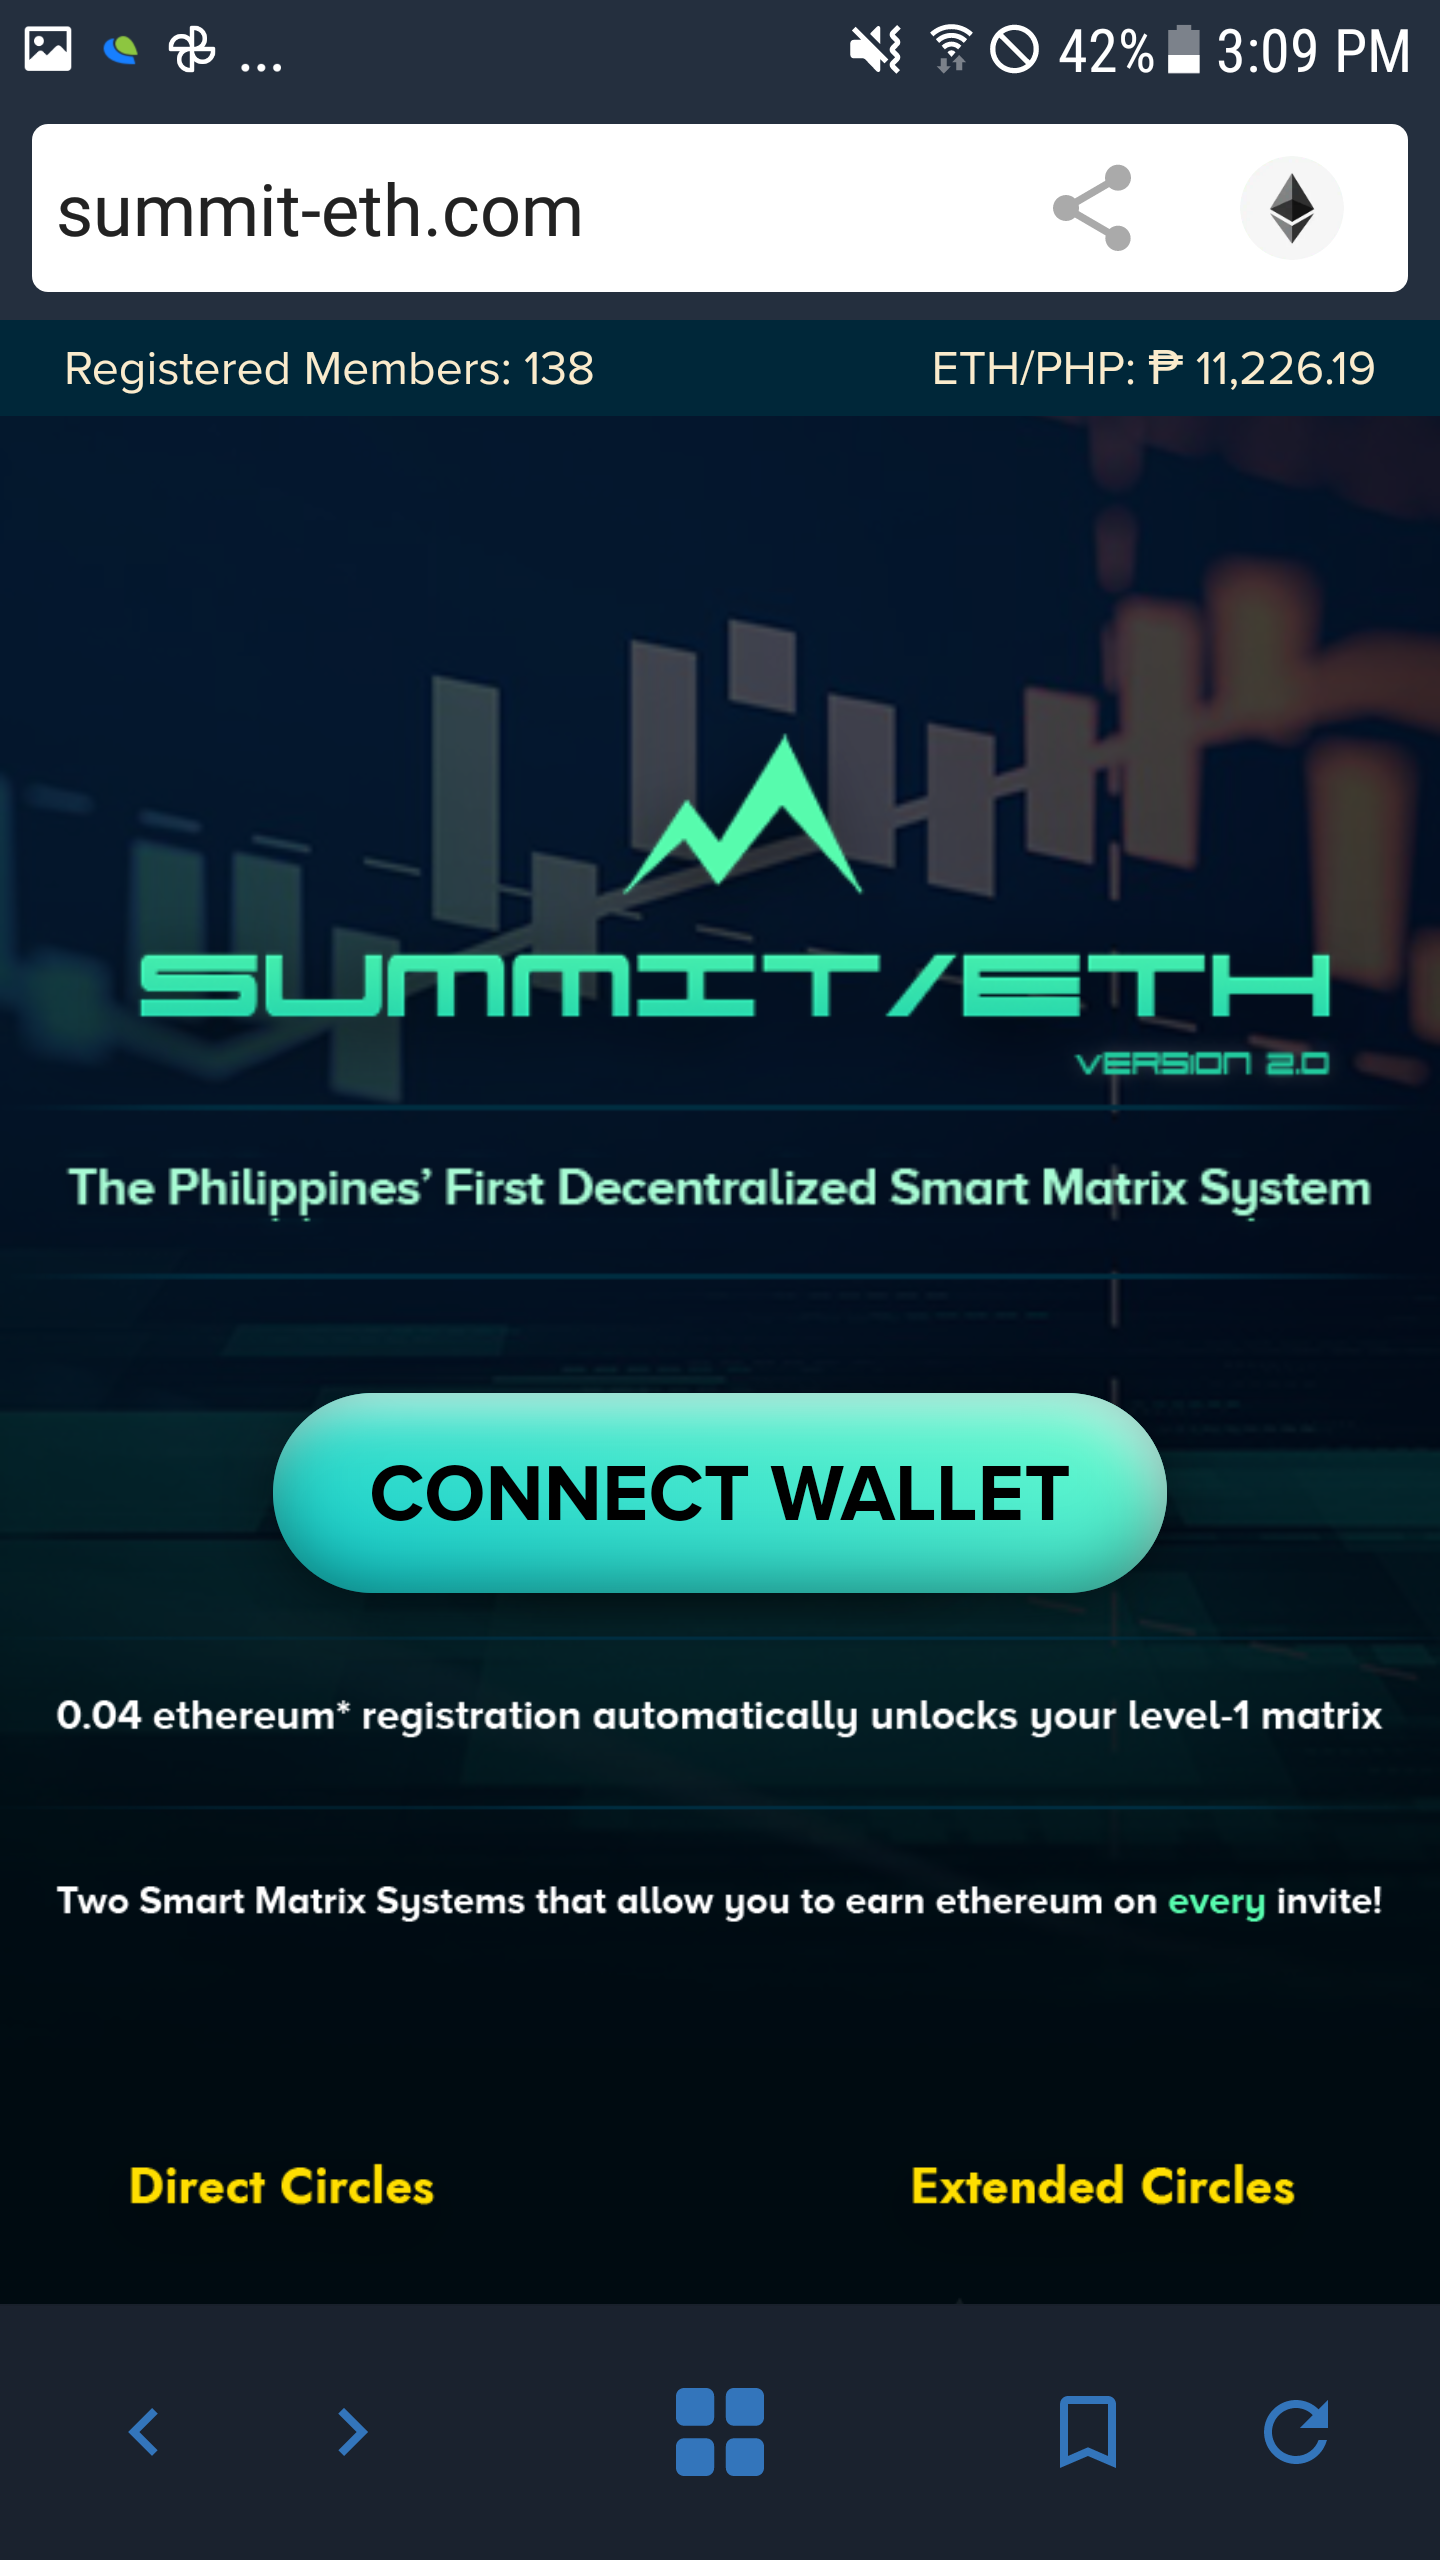 ... 42% 3:09 PM
summit-eth.com
Registered Members: 138 ETH/PHP: ₱ 11,226.19
SUMMIT/ETH
VERSION 2.0
The Philippines’ First Decentralized Smart Matrix System
CONNECT WALLET
0.04 ethereum* registration automatically unlocks your level-1 matrix
Two Smart Matrix Systems that allow you to earn ethereum on every invite!
Direct Circles Extended Circles